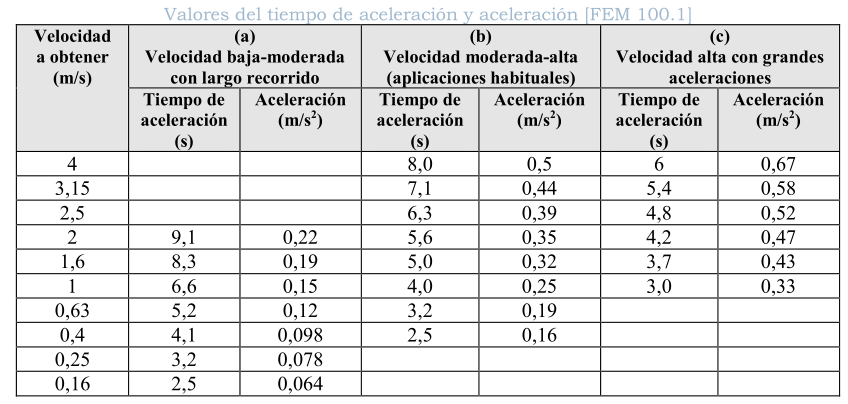 Valores del tiempo de aceleración y aceleración [FEM 100.1]
Velocidad a obtener (m/s) | (a) Velocidad baja-moderada con largo recorrido | (b) Velocidad moderada-alta (aplicaciones habituales) | (c) Velocidad alta con grandes aceleraciones
Tiempo de aceleración (s) | Aceleración (m/s²) | Tiempo de aceleración (s) | Aceleración (m/s²) | Tiempo de aceleración (s) | Aceleración (m/s²)
4 | | | 8,0 | 0,5 | 6 | 0,67
3,15 | | | 7,1 | 0,44 | 5,4 | 0,58
2,5 | | | 6,3 | 0,39 | 4,8 | 0,52
2 | 9,1 | 0,22 | 5,6 | 0,35 | 4,2 | 0,47
1,6 | 8,3 | 0,19 | 5,0 | 0,32 | 3,7 | 0,43
1 | 6,6 | 0,15 | 4,0 | 0,25 | 3,0 | 0,33
0,63 | 5,2 | 0,12 | 3,2 | 0,19 | |
0,4 | 4,1 | 0,098 | 2,5 | 0,16 | |
0,25 | 3,2 | 0,078 | | | |
0,16 | 2,5 | 0,064 | | | |